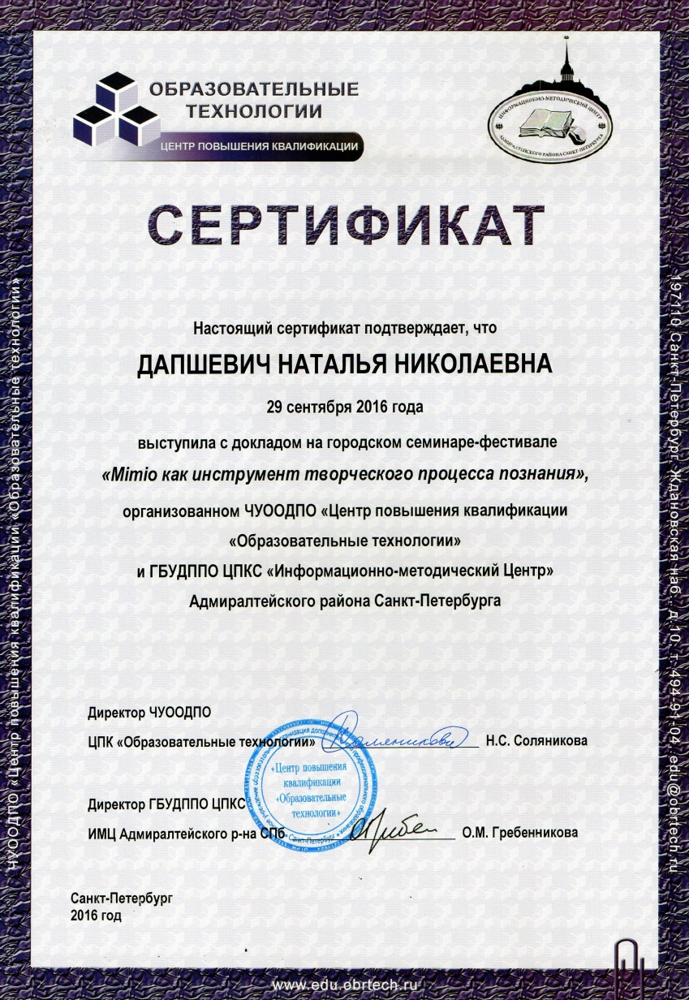 ОБРАЗОВАТЕЛЬНЫЕ
ТЕХНОЛОГИИ
ЦЕНТР ПОВЫШЕНИЯ КВАЛИФИКАЦИИ
ИНФОРМАЦИОННО-МЕТОДИЧЕСКИЙ ЦЕНТР
АДМИРАЛТЕЙСКОГО РАЙОНА САНКТ-ПЕТЕРБУРГА
СЕРТИФИКАТ
Настоящий сертификат подтверждает, что
ДАПШЕВИЧ НАТАЛЬЯ НИКОЛАЕВНА
29 сентября 2016 года
выступила с докладом на городском семинаре-фестивале
«Mimio как инструмент творческого процесса познания»,
организованном ЧУООДПО «Центр повышения квалификации
«Образовательные технологии»
и ГБУДППО ЦПКС «Информационно-методический Центр»
Адмиралтейского района Санкт-Петербурга
Директор ЧУООДПО
ЦПК «Образовательные технологии» Н.С. Соляникова
«Центр повышения
квалификации
«Образовательные
технологии»
Санкт-Петербург
Директор ГБУДППО ЦПКС
ИМЦ Адмиралтейского р-на СПб О.М. Гребенникова
Санкт-Петербург
2016 год
ЧУООДПО «Центр повышения квалификации «Образовательные технологии»
197110 Санкт-Петербург, Ждановская наб., д.10, т. 494-91-04, edu@obrtech.ru
www.edu.obrtech.ru